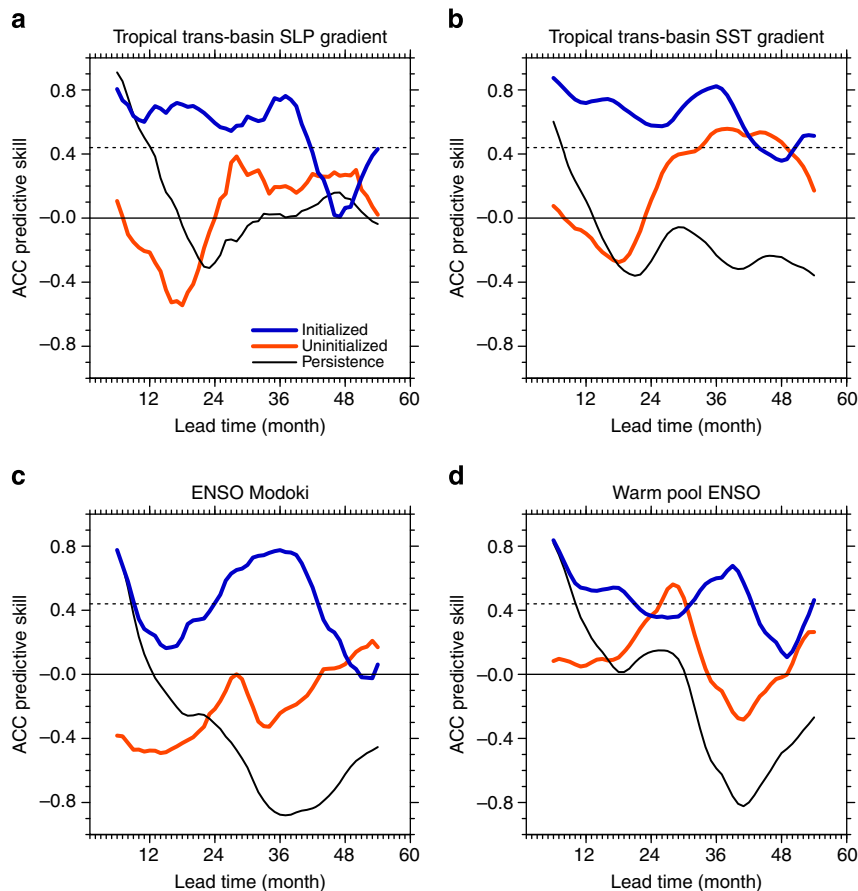 a
Tropical trans-basin SLP gradient
0.8
0.4
−0.0
−0.4
−0.8
ACC predictive skill
Initialized
Uninitialized
Persistence
12 24 36 48 60
Lead time (month)
b
Tropical trans-basin SST gradient
0.8
0.4
−0.0
−0.4
−0.8
ACC predictive skill
12 24 36 48 60
Lead time (month)
c
ENSO Modoki
0.8
0.4
−0.0
−0.4
−0.8
ACC predictive skill
12 24 36 48 60
Lead time (month)
d
Warm pool ENSO
0.8
0.4
−0.0
−0.4
−0.8
ACC predictive skill
12 24 36 48 60
Lead time (month)